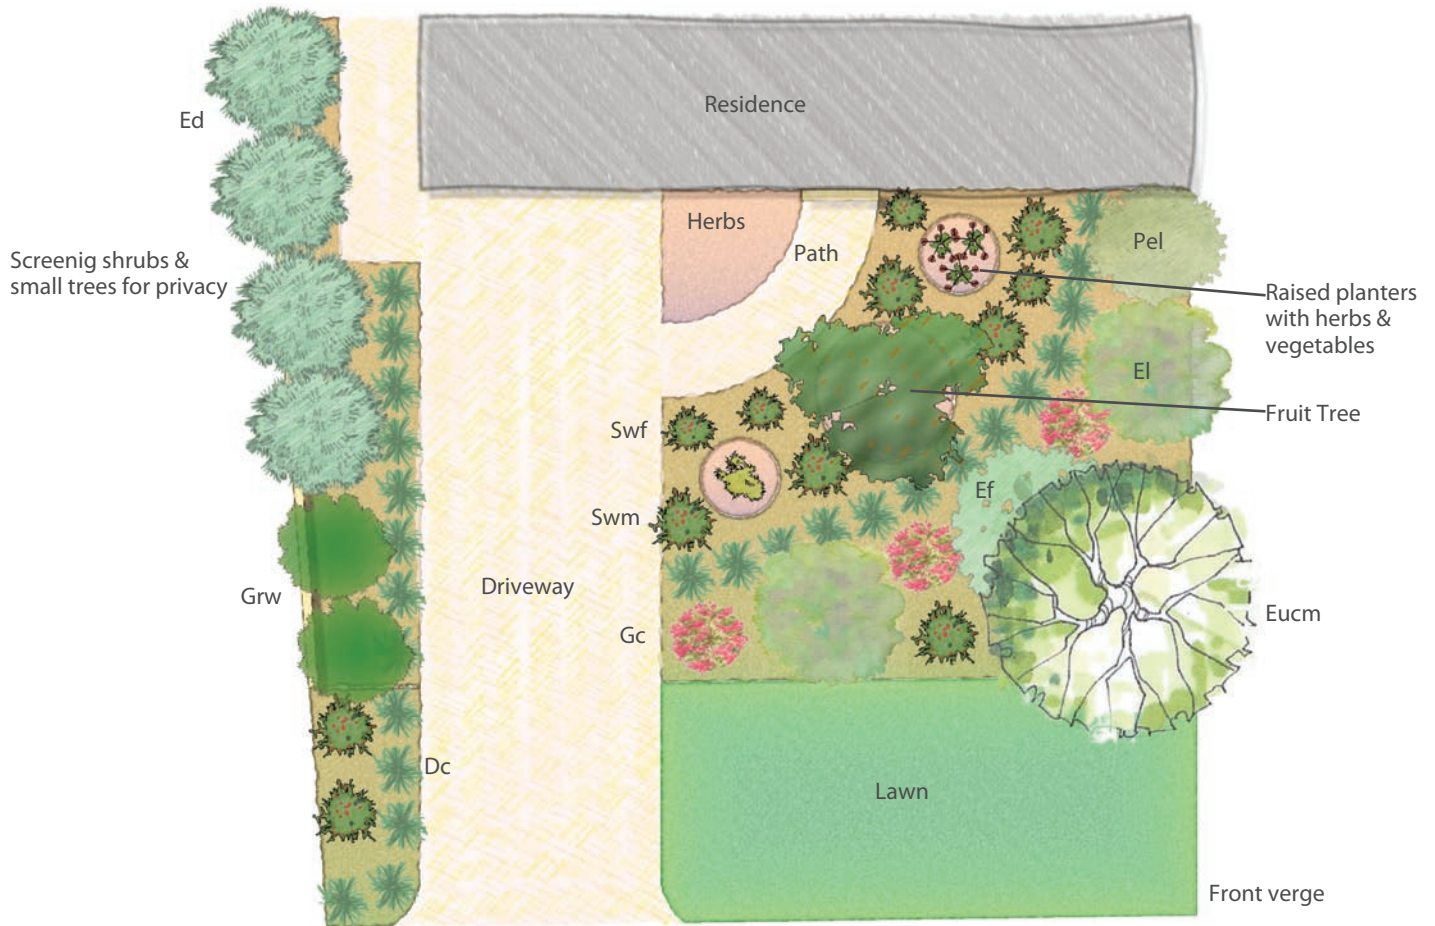 Residence
Ed
Herbs
Path
Pel
Screenig shrubs &
small trees for privacy
Raised planters
with herbs &
vegetables
El
Fruit Tree
Swf
Ef
Swm
Driveway
Grw
Gc
Eucm
Dc
Lawn
Front verge